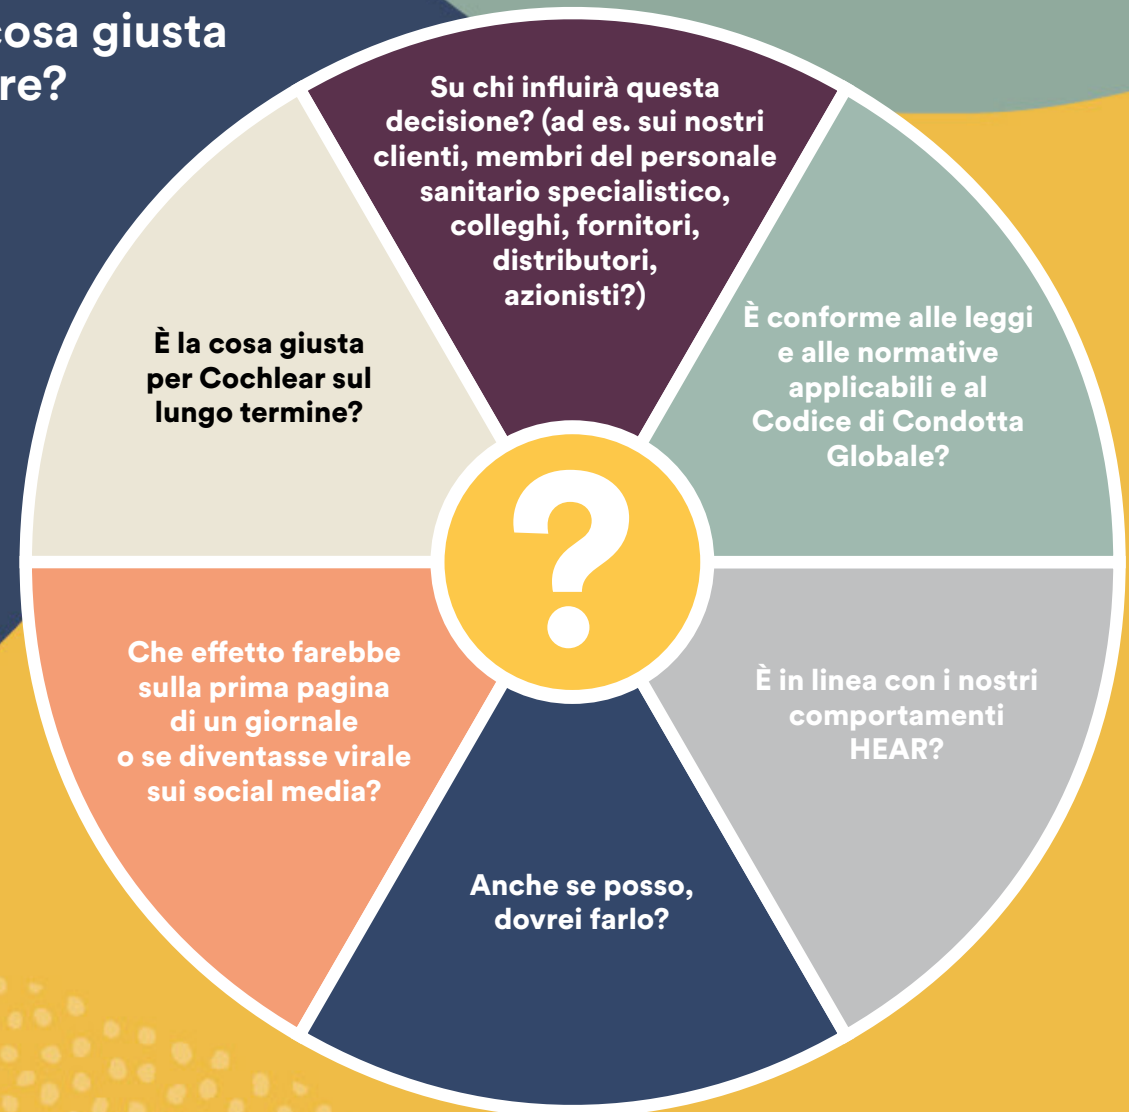 cosa giusta
re?
Su chi influirà questa
decisione? (ad es. sui nostri
clienti, membri del personale
sanitario specialistico,
colleghi, fornitori,
distributori,
azionisti?)
È conforme alle leggi
e alle normative
applicabili e al
Codice di Condotta
Globale?
È in linea con i nostri
comportamenti
HEAR?
Anche se posso,
dovrei farlo?
Che effetto farebbe
sulla prima pagina
di un giornale
o se diventasse virale
sui social media?
È la cosa giusta
per Cochlear sul
lungo termine?
?